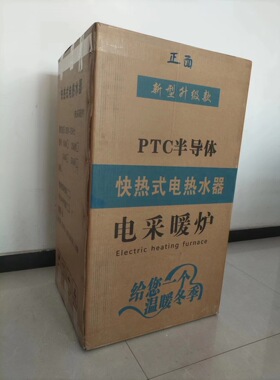 正面
新型升级款
PTC半导体
快热式电热水器
电采暖炉
Electric heating furnace
给您一个
温暖冬季